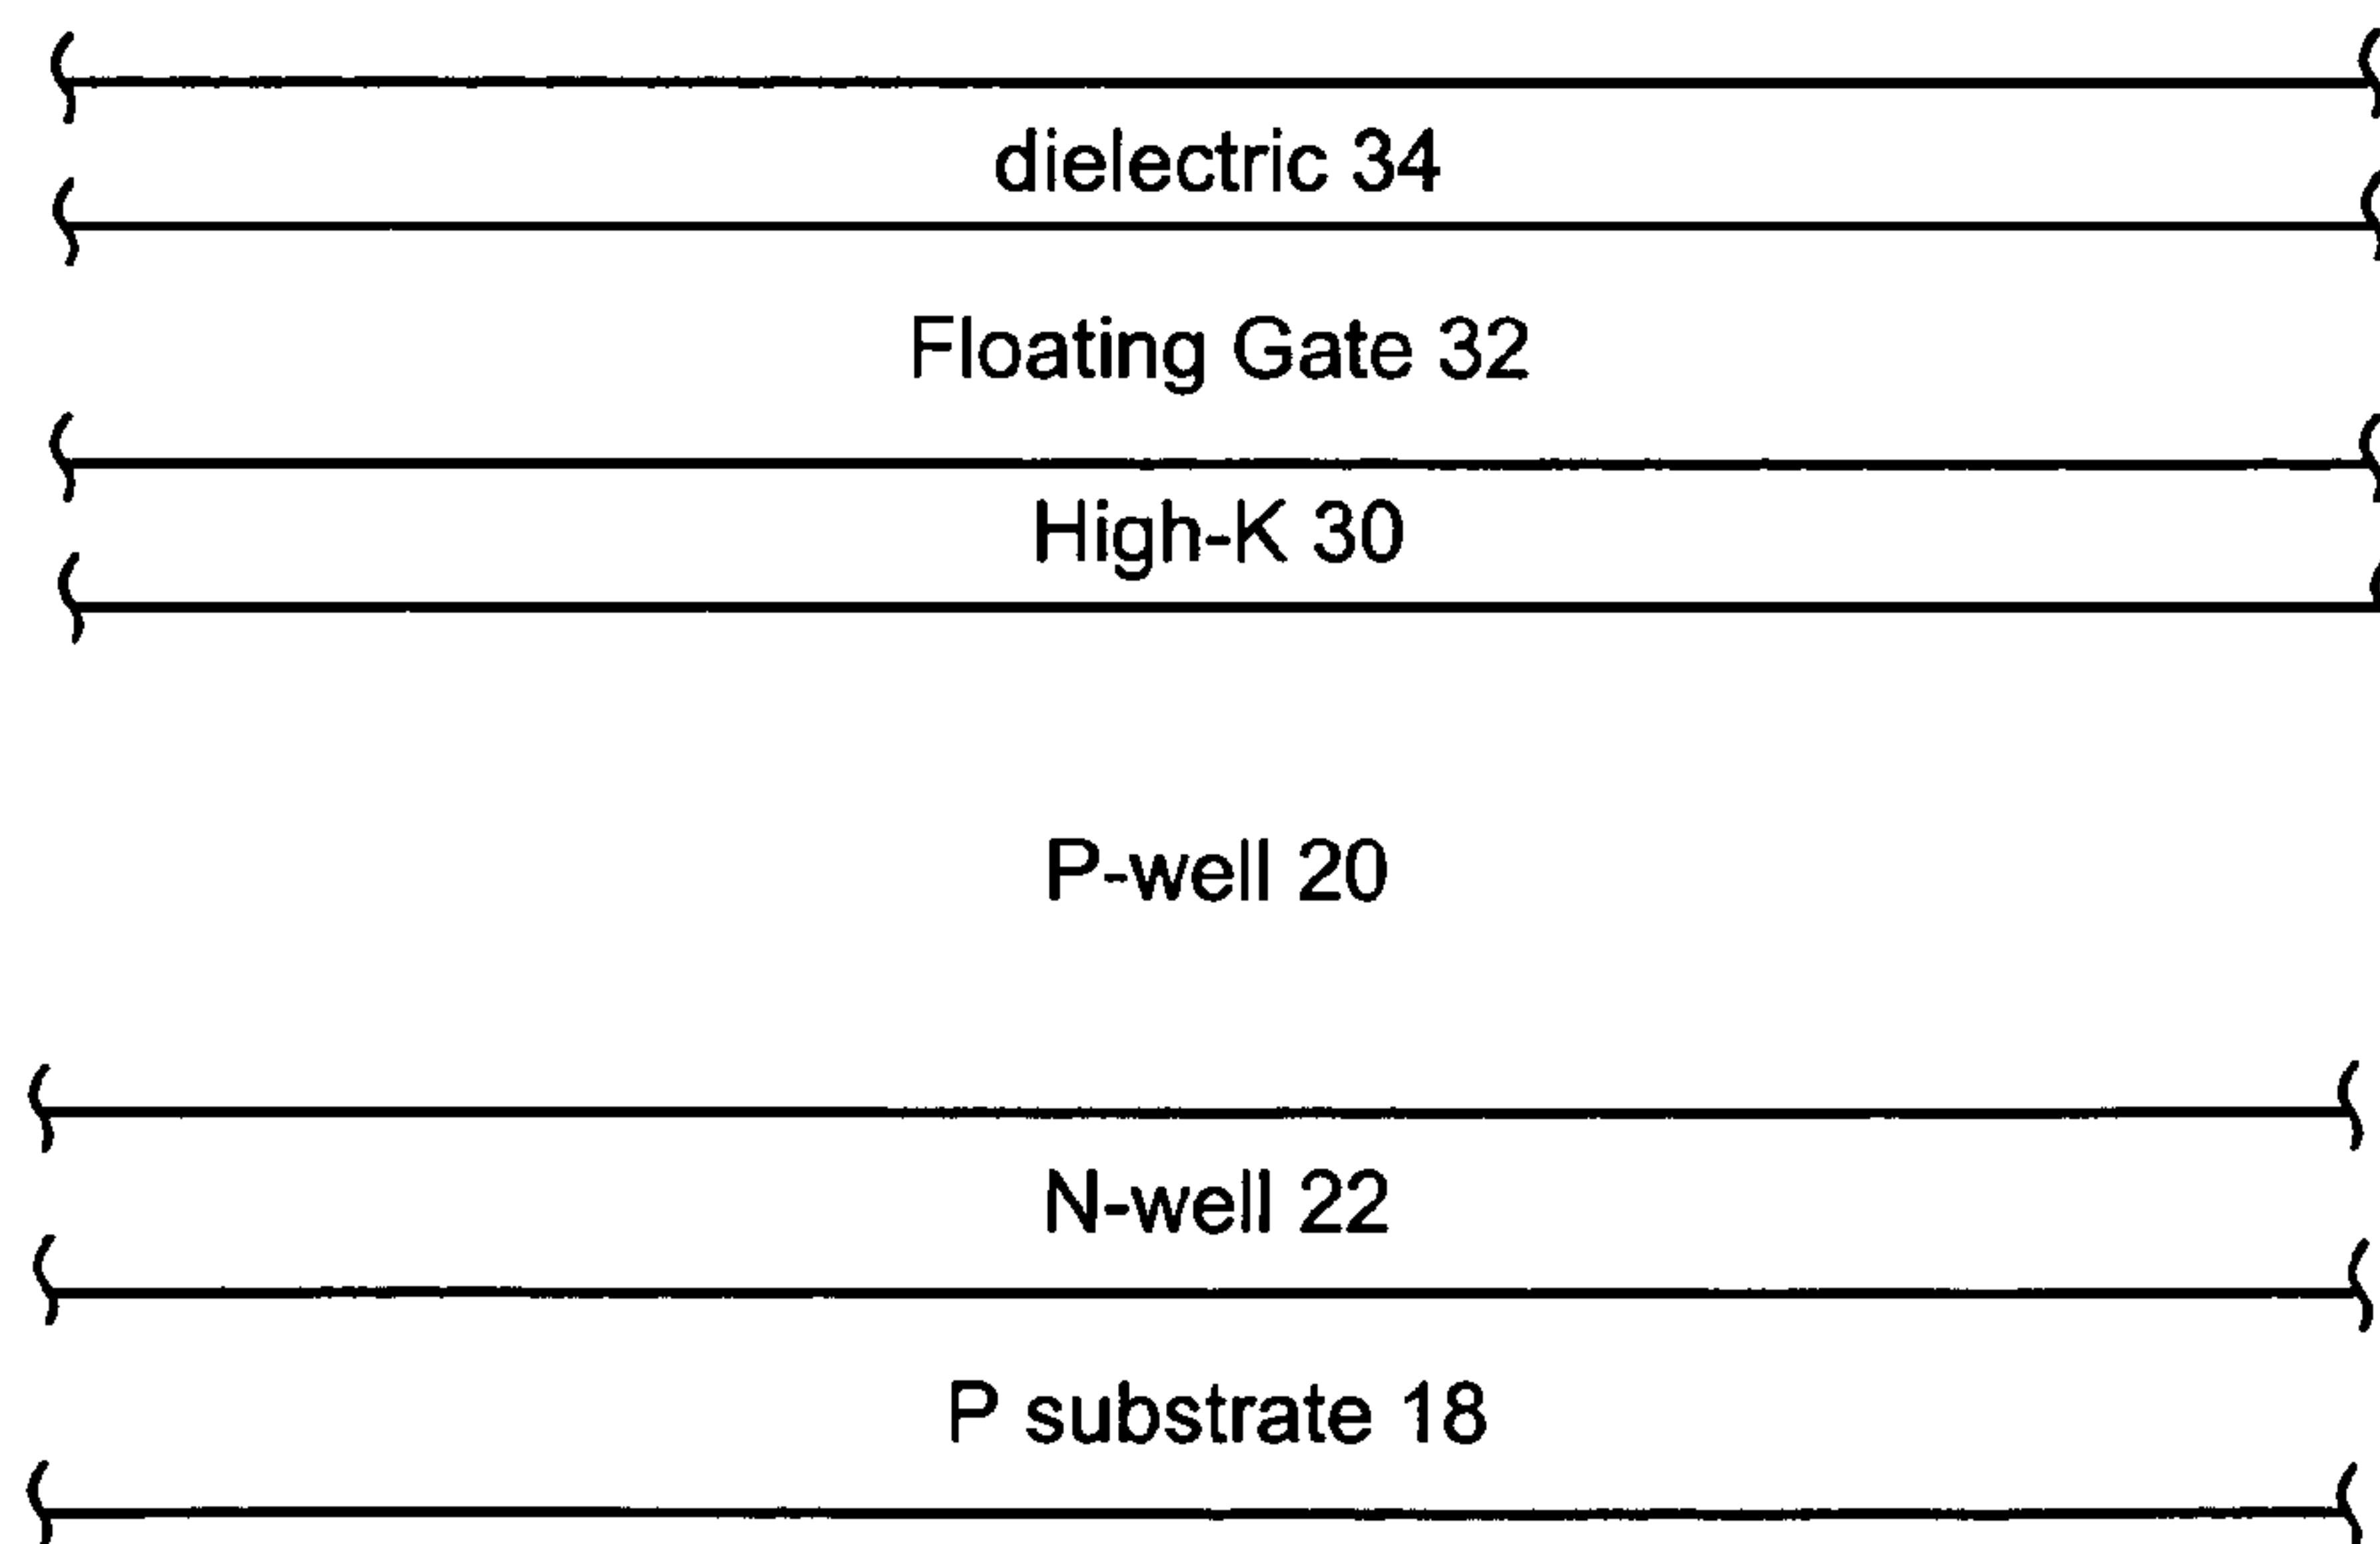 dielectric 34
Floating Gate 32
High-K 30
P-well 20
N-well 22
P substrate 18